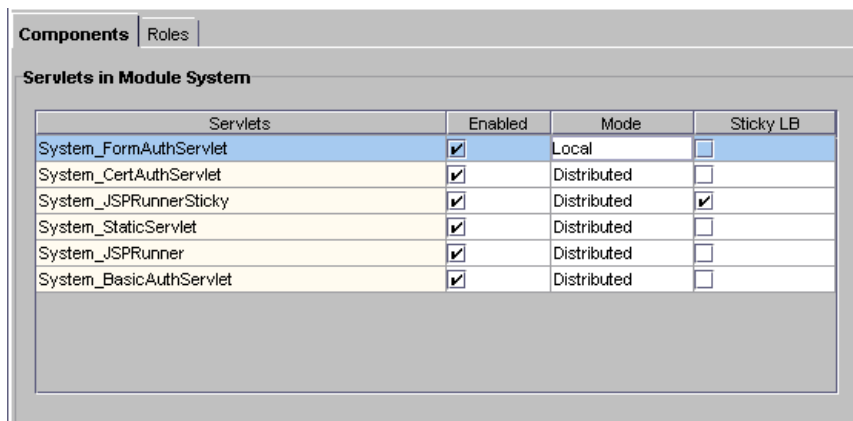 Components Roles
Servlets in Module System
Servlets Enabled Mode Sticky LB
System_FormAuthServlet Local
System_CertAuthServlet Distributed
System_JSPRunnerSticky Distributed
System_StaticServlet Distributed
System_JSPRunner Distributed
System_BasicAuthServlet Distributed